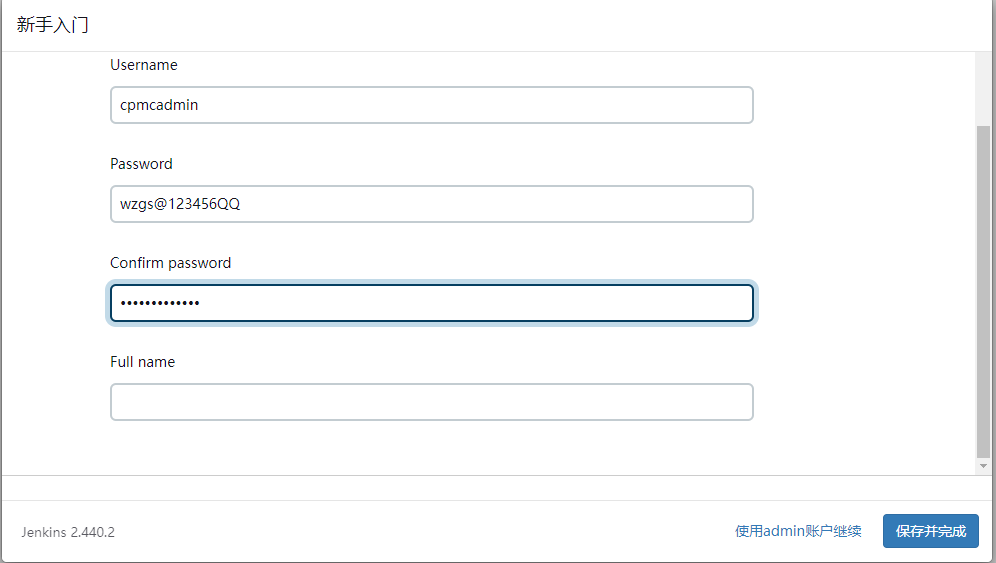 新手入门
Username
cpmcadmin
Password
wzgs@123456QQ
Confirm password
•••••••••••••
Full name
Jenkins 2.440.2
使用admin账户继续
保存并完成